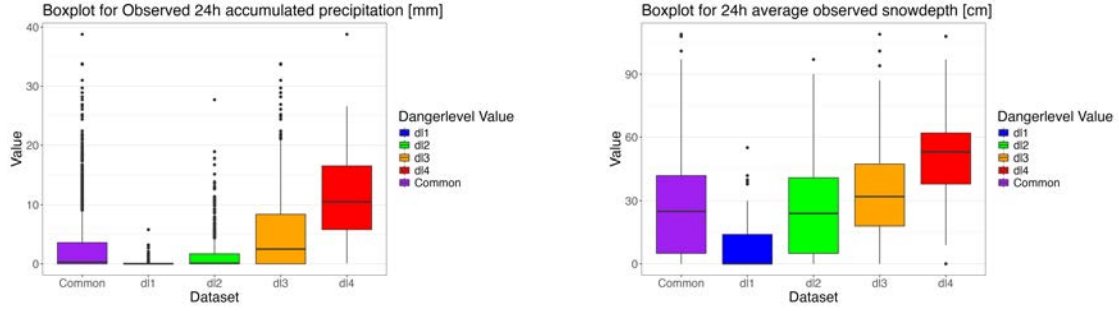 Boxplot for Observed 24h accumulated precipitation [mm]
40
30
20
10
0
Value
Common dl1 dl2 dl3 dl4
Dataset
Dangerlevel Value
dl1
dl2
dl3
dl4
Common
Boxplot for 24h average observed snowdepth [cm]
90
60
30
0
Value
Common dl1 dl2 dl3 dl4
Dataset
Dangerlevel Value
dl1
dl2
dl3
dl4
Common